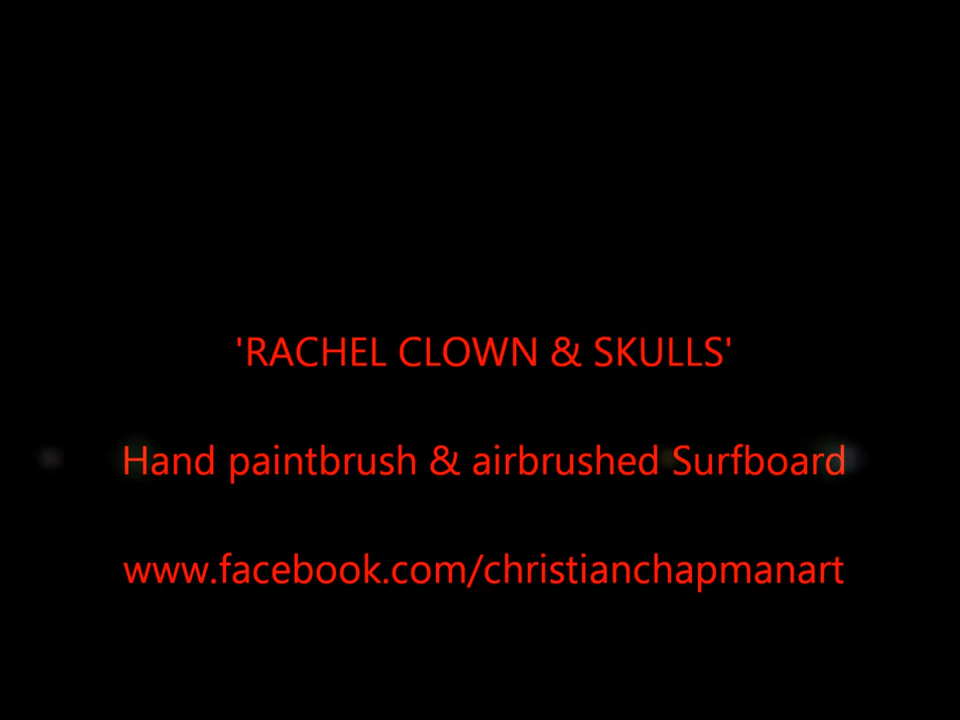 'RACHEL CLOWN & SKULLS'
Hand paintbrush & airbrushed Surfboard
www.facebook.com/christianchapmanart